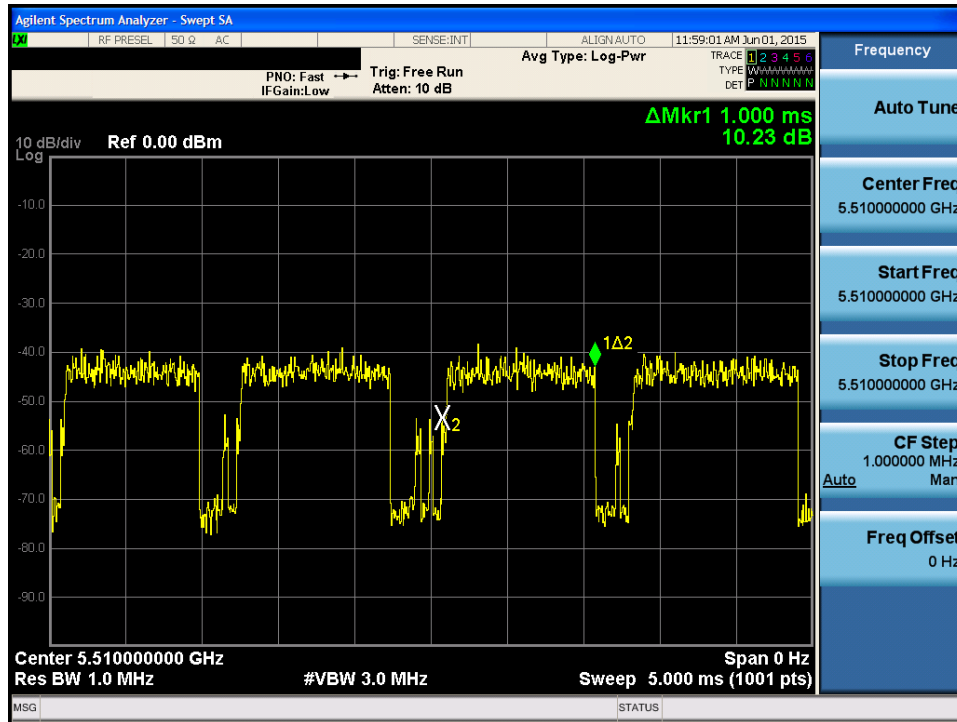 Agilent Spectrum Analyzer - Swept SA
LXI RF PRESEL 50 Ω AC SENSE:INT ALIGN AUTO 11:59:01 AM Jun 01, 2015
PNO: Fast
IFGain:Low
Trig: Free Run
Atten: 10 dB
Avg Type: Log-Pwr
TRACE 1 2 3 4 5 6
TYPE W
DET P N N N N N
ΔMkr1 1.000 ms
10.23 dB
10 dB/div Ref 0.00 dBm
Log
-10.0
-20.0
-30.0
-40.0
-50.0
-60.0
-70.0
-80.0
-90.0
1Δ2
X2
Center 5.510000000 GHz Span 0 Hz
Res BW 1.0 MHz #VBW 3.0 MHz Sweep 5.000 ms (1001 pts)
MSG STATUS
Frequency
Auto Tune
Center Freq
5.510000000 GHz
Start Freq
5.510000000 GHz
Stop Freq
5.510000000 GHz
CF Step
1.000000 MHz
Auto Man
Freq Offset
0 Hz